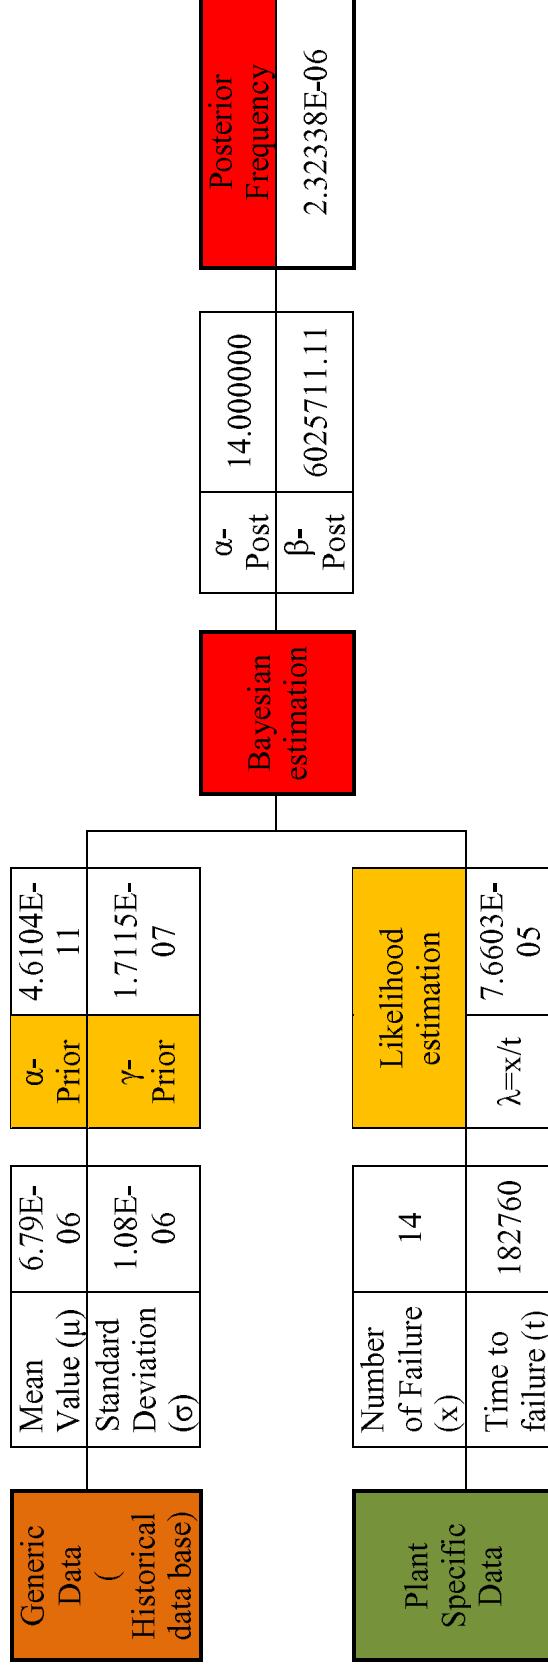 Generic
Data
(
Historical
data base)
Mean
Value (μ)
6.79E-
06
Standard
Deviation
(σ)
1.08E-
06
α-
Prior
4.6104E-
11
γ-
Prior
1.7115E-
07
Plant
Specific
Data
Number
of Failure
(x)
14
Time to
failure (t)
182760
Likelihood
estimation
λ=x/t
7.6603E-
05
Bayesian
estimation
α-
Post
14.000000
β-
Post
6025711.11
Posterior
Frequency
2.32338E-06